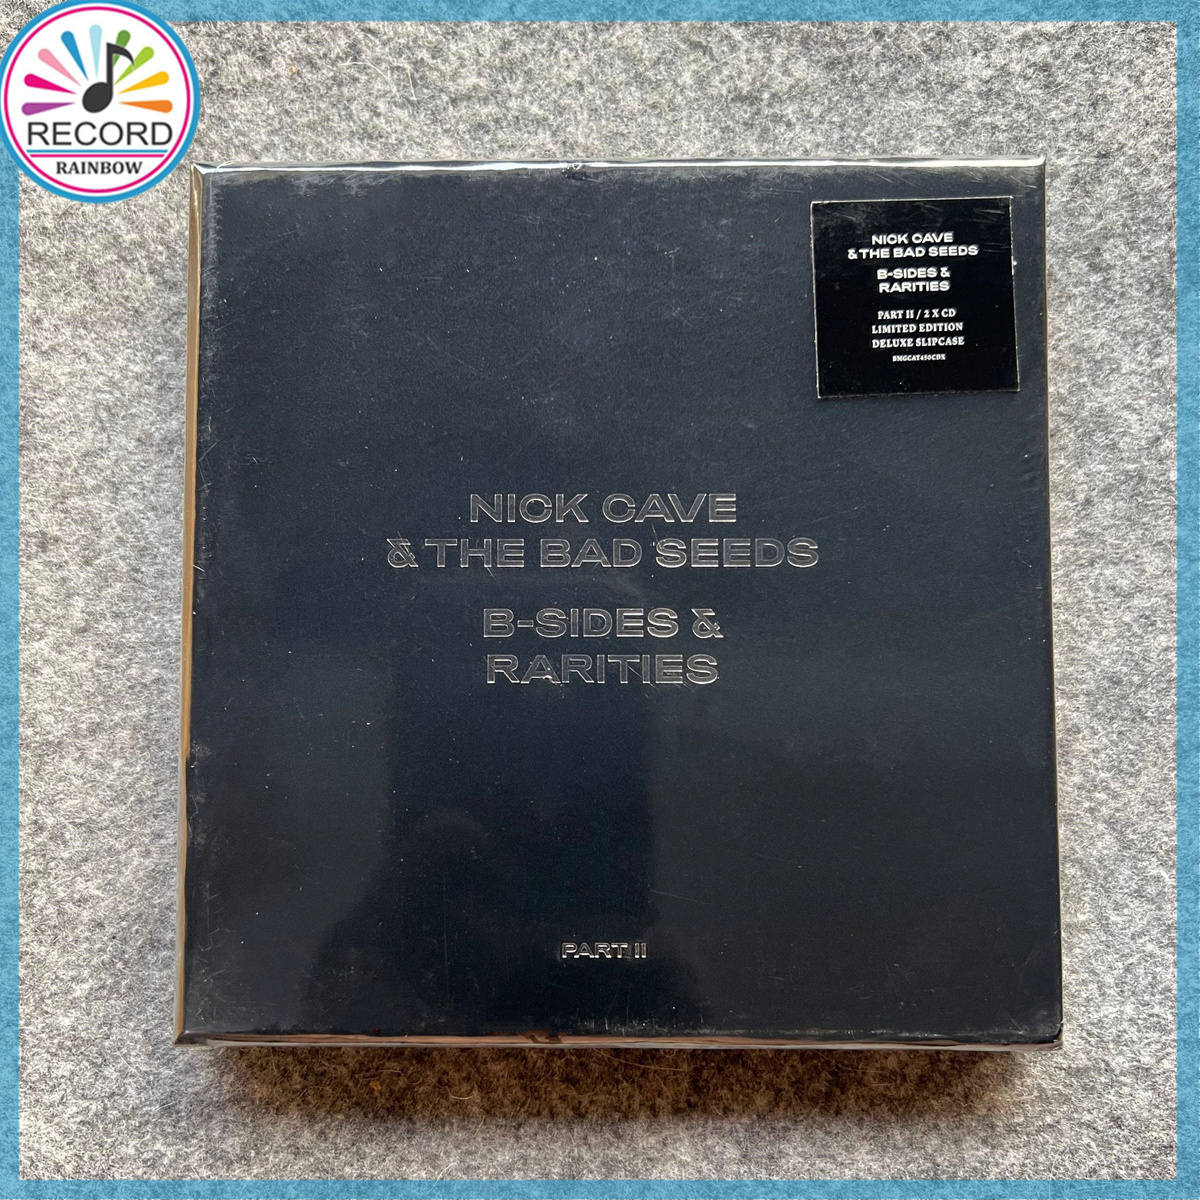 RECORD
RAINBOW
NICK CAVE
& THE BAD SEEDS
B-SIDES &
RARITIES
PART II / 2 X CD
LIMITED EDITION
DELUXE SLIPCASE
BMGCAT450CDX
NICK CAVE
& THE BAD SEEDS
B-SIDES &
RARITIES
PART II